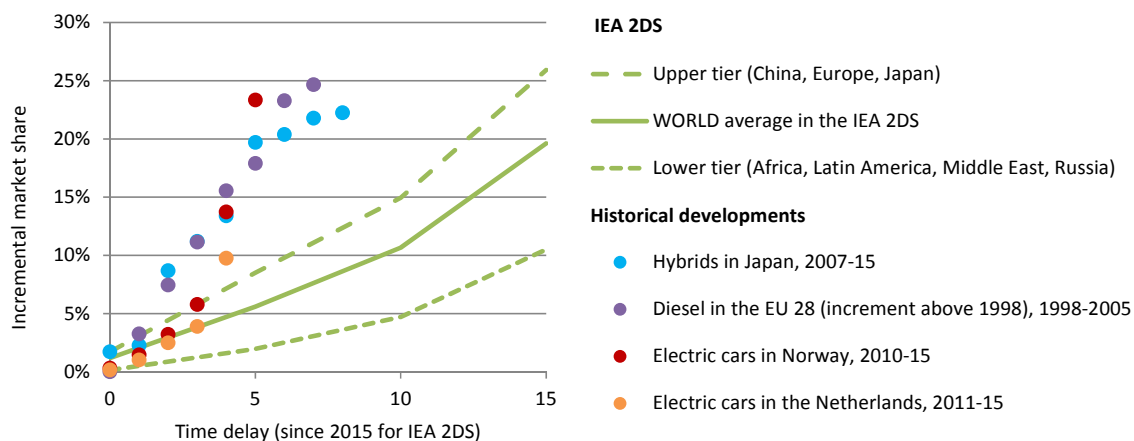 30%
25%
20%
15%
10%
5%
0%
Incremental market share
0
5
10
15
Time delay (since 2015 for IEA 2DS)
IEA 2DS
Upper tier (China, Europe, Japan)
WORLD average in the IEA 2DS
Lower tier (Africa, Latin America, Middle East, Russia)
Historical developments
Hybrids in Japan, 2007-15
Diesel in the EU 28 (increment above 1998), 1998-2005
Electric cars in Norway, 2010-15
Electric cars in the Netherlands, 2011-15